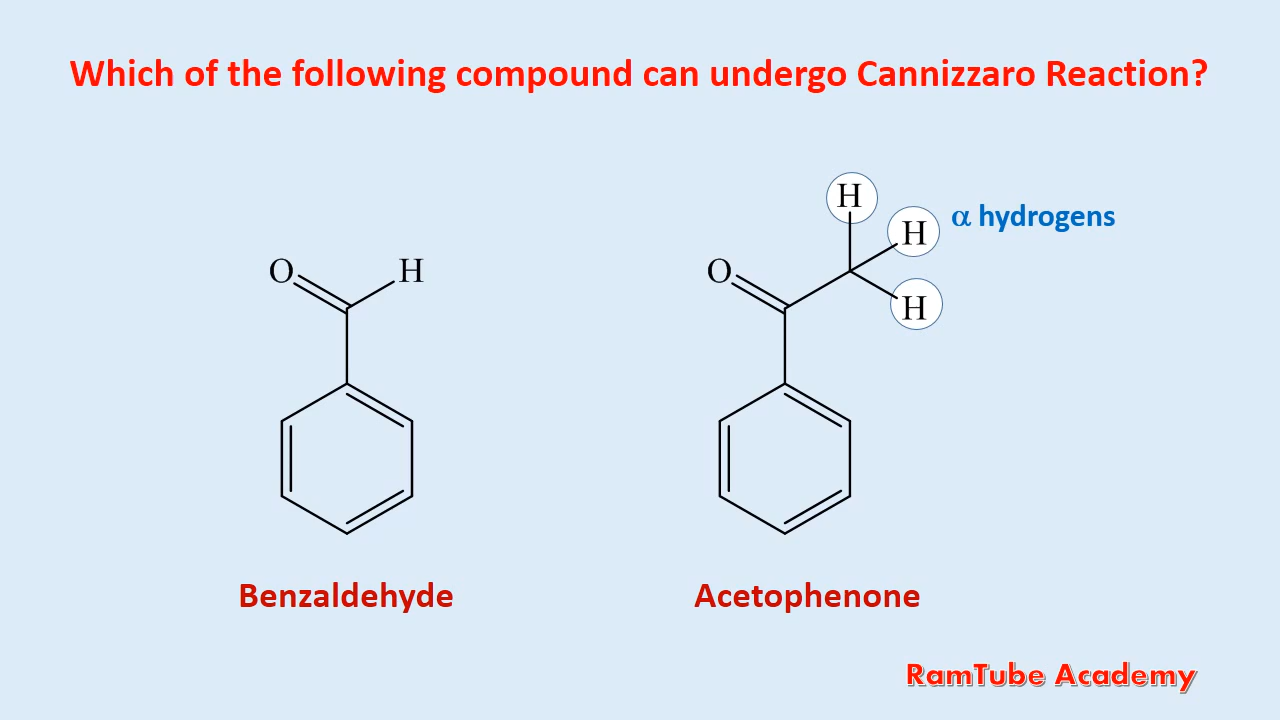 Which of the following compound can undergo Cannizzaro Reaction?
H
H
α hydrogens
O
H
O
H
Benzaldehyde
Acetophenone
RamTube Academy